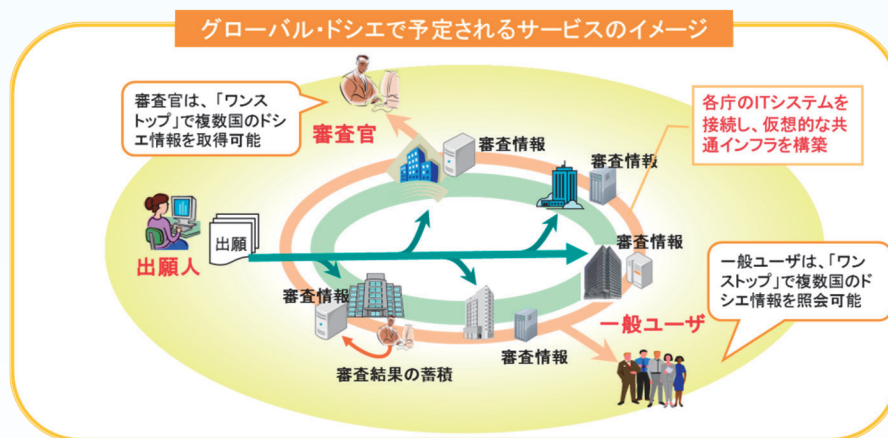 グローバル・ドシエで予定されるサービスのイメージ
審査官は、「ワンス
トップ」で複数国のドシ
エ情報を取得可能
審査官
審査情報
審査情報
各庁のITシステムを
接続し、仮想的な共
通インフラを構築
出願
出願人
審査情報
一般ユーザは、「ワン
ストップ」で複数国のド
シエ情報を照会可能
審査情報
一般ユーザ
審査情報
審査結果の蓄積